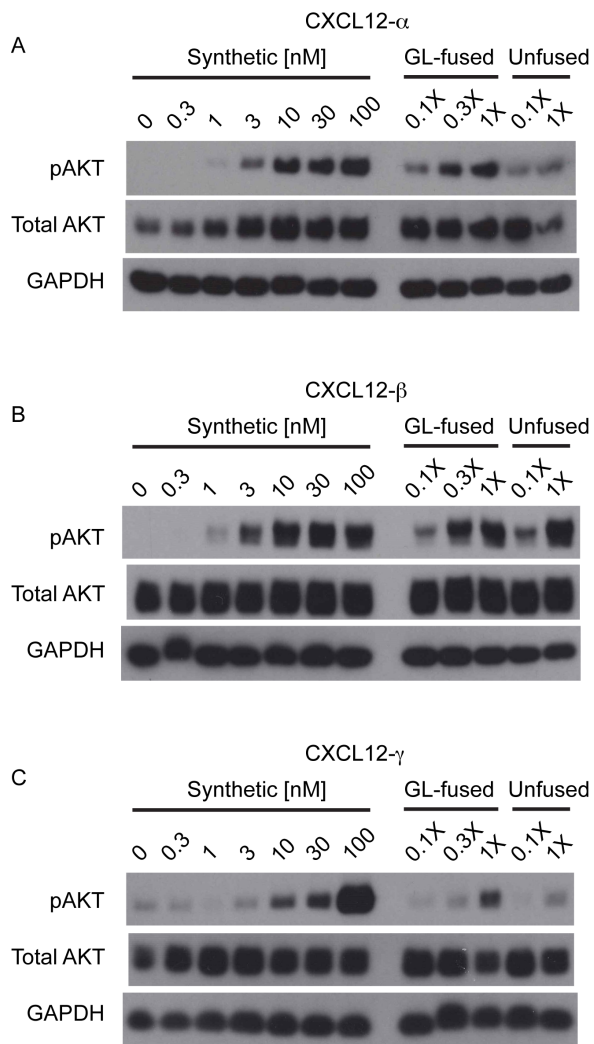 CXCL12-α
A
Synthetic [nM] GL-fused Unfused
0 0.3 1 3 10 30 100 0.1X 0.3X 1X 0.1X 1X
pAKT
Total AKT
GAPDH
CXCL12-β
B
Synthetic [nM] GL-fused Unfused
0 0.3 1 3 10 30 100 0.1X 0.3X 1X 0.1X 1X
pAKT
Total AKT
GAPDH
CXCL12-γ
C
Synthetic [nM] GL-fused Unfused
0 0.3 1 3 10 30 100 0.1X 0.3X 1X 0.1X 1X
pAKT
Total AKT
GAPDH